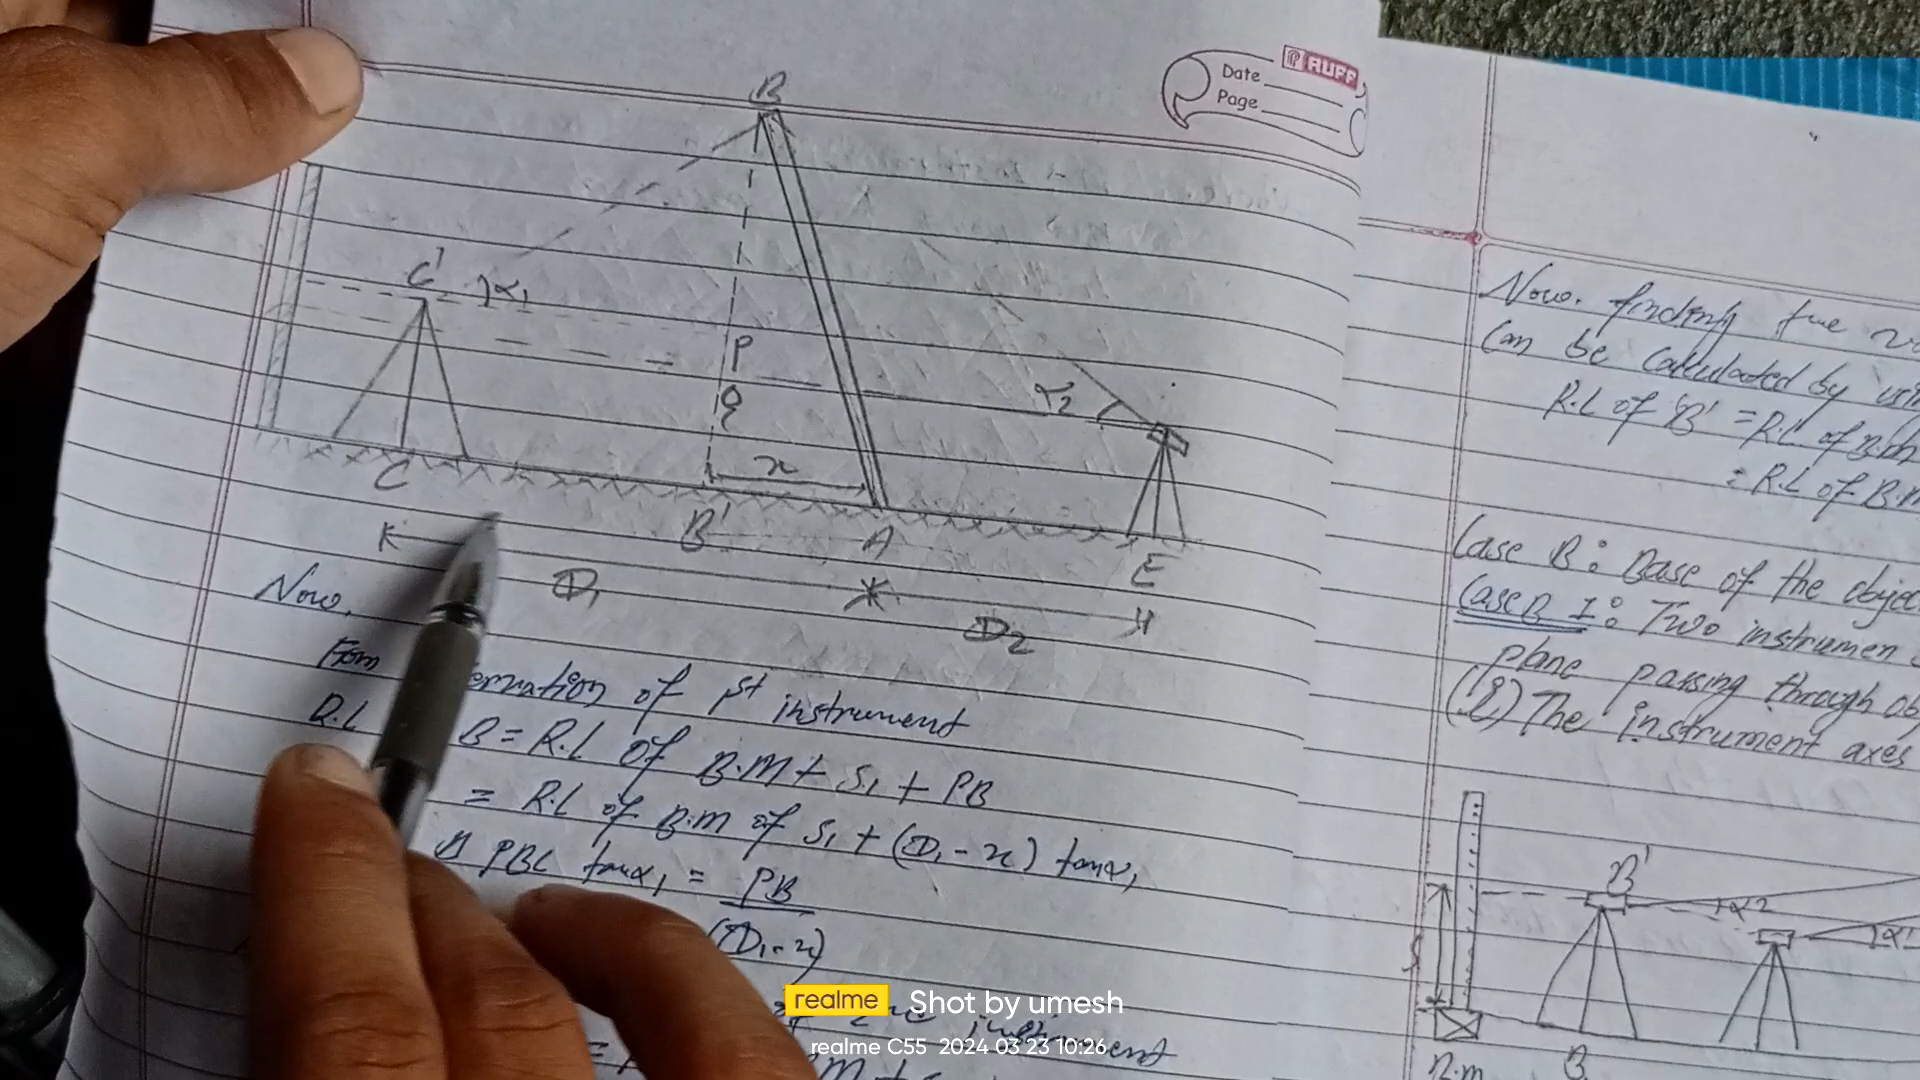 Date
Page
RUFF
B
C'
α₁
P
Q
α₂
x
C
B'
A
E
D₁
D₂
Now,
From
ervation of 1st instrument
R.L
B = R.L of B.M + S₁ + PB
= R.L of B.m of S₁ + (D₁ - x) tanα₁
PBC tanα₁ = PB
(D₁ - x)
instrument
Now. finding the
Can be calculated by
R.L of 'B' = R.L of B.m
= R.L of B.m
Case B: Base of the objec
Case B I: Two instrumen
plane passing through ob
The instrument axes
B'
α2
α1
S
B.m
B
realme Shot by umesh
realme C55 2024 03 23 10:26